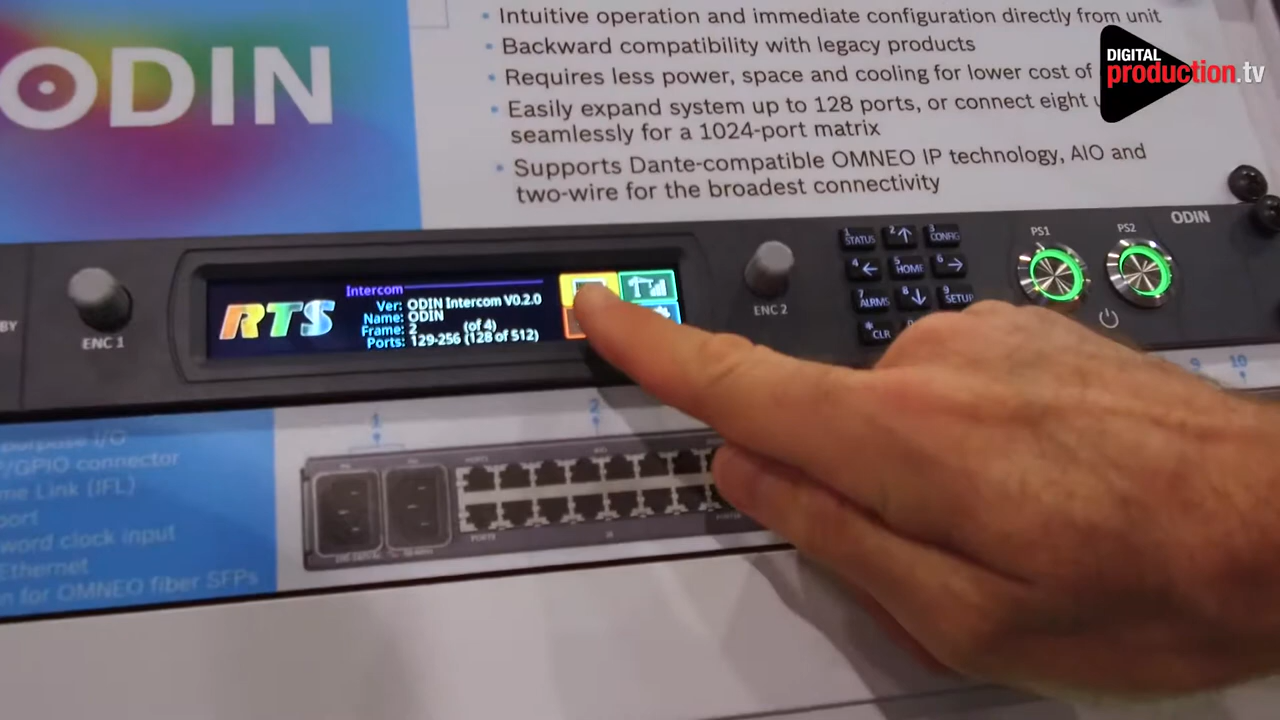 ODIN
• Intuitive operation and immediate configuration directly from unit
• Backward compatibility with legacy products
• Requires less power, space and cooling for lower cost of
• Easily expand system up to 128 ports, or connect eight
seamlessly for a 1024-port matrix
• Supports Dante-compatible OMNEO IP technology, AIO and
two-wire for the broadest connectivity
DIGITAL
production.tv
ODIN
BY
ENC 1
RTS
Intercom
Ver: ODIN Intercom V0.2.0
Name: ODIN
Frame: 2 (of 4)
Ports: 129-256 (128 of 512)
ENC 2
1 STATUS
2 ↑
3 CONFIG
4 ←
5 HOME
6 →
7 ALRMS
8 ↓
9 SETUP
* CLR
PS1
PS2
9 10
purpose I/O
/GPIO connector
me Link (IFL)
port
word clock input
Ethernet
n for OMNEO fiber SFPs
1
2
PORTS